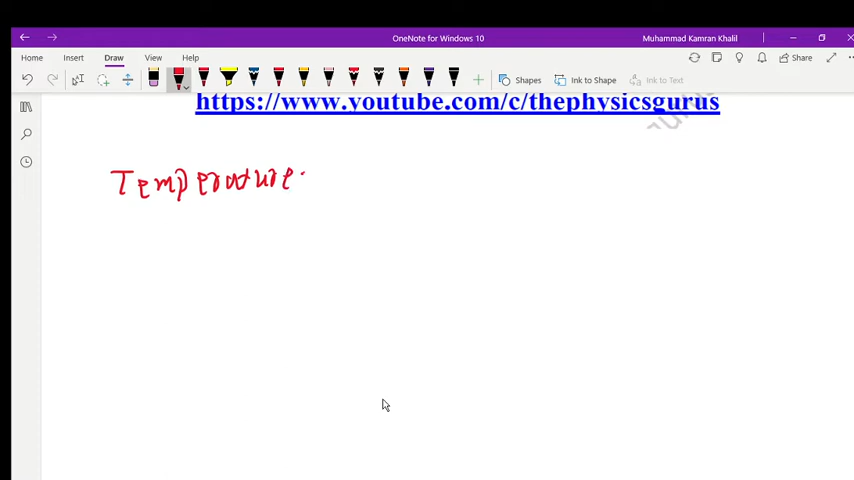 OneNote for Windows 10
Muhammad Kamran Khalil
Home Insert Draw View Help
Share
Shapes Ink to Shape Ink to Text
https://www.youtube.com/c/thephysicsgurus
Temperature